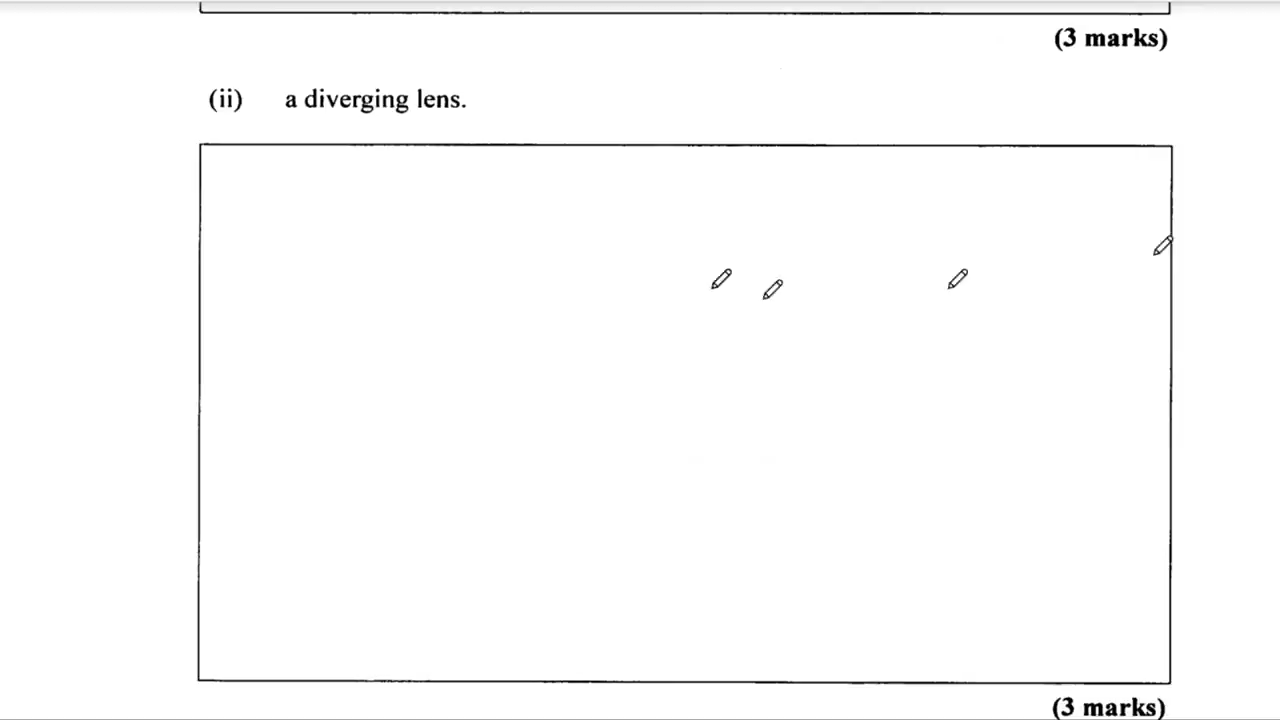 (3 marks)
(ii) a diverging lens.
(3 marks)